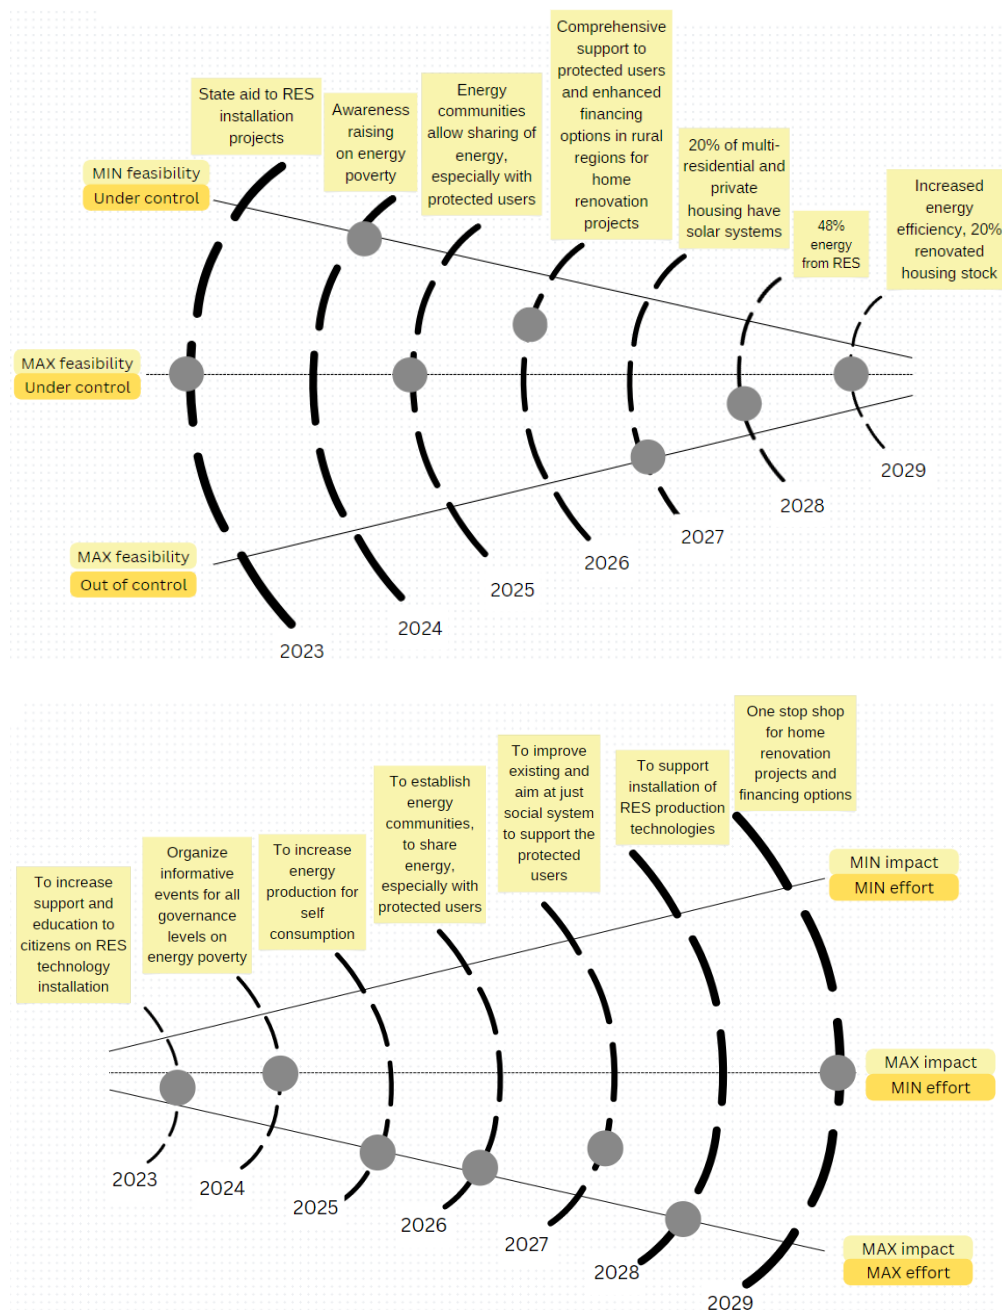 State aid to RES
installation
projects
Awareness
raising
on energy
poverty
Energy
communities
allow sharing of
energy,
especially with
protected users
Comprehensive
support to
protected users
and enhanced
financing
options in rural
regions for
home
renovation
projects
20% of multi-
residential and
private
housing have
solar systems
48%
energy
from RES
Increased
energy
efficiency, 20%
renovated
housing stock
MIN feasibility
Under control
MAX feasibility
Under control
MAX feasibility
Out of control
2023
2024
2025
2026
2027
2028
2029
To increase
support and
education to
citizens on RES
technology
installation
Organize
informative
events for all
governance
levels on
energy poverty
To increase
energy
production for
self
consumption
To establish
energy
communities,
to share
energy,
especially with
protected users
To improve
existing and
aim at just
social system
to support the
protected
users
To support
installation of
RES production
technologies
One stop shop
for home
renovation
projects and
financing options
MIN impact
MIN effort
MAX impact
MIN effort
MAX impact
MAX effort
2023
2024
2025
2026
2027
2028
2029